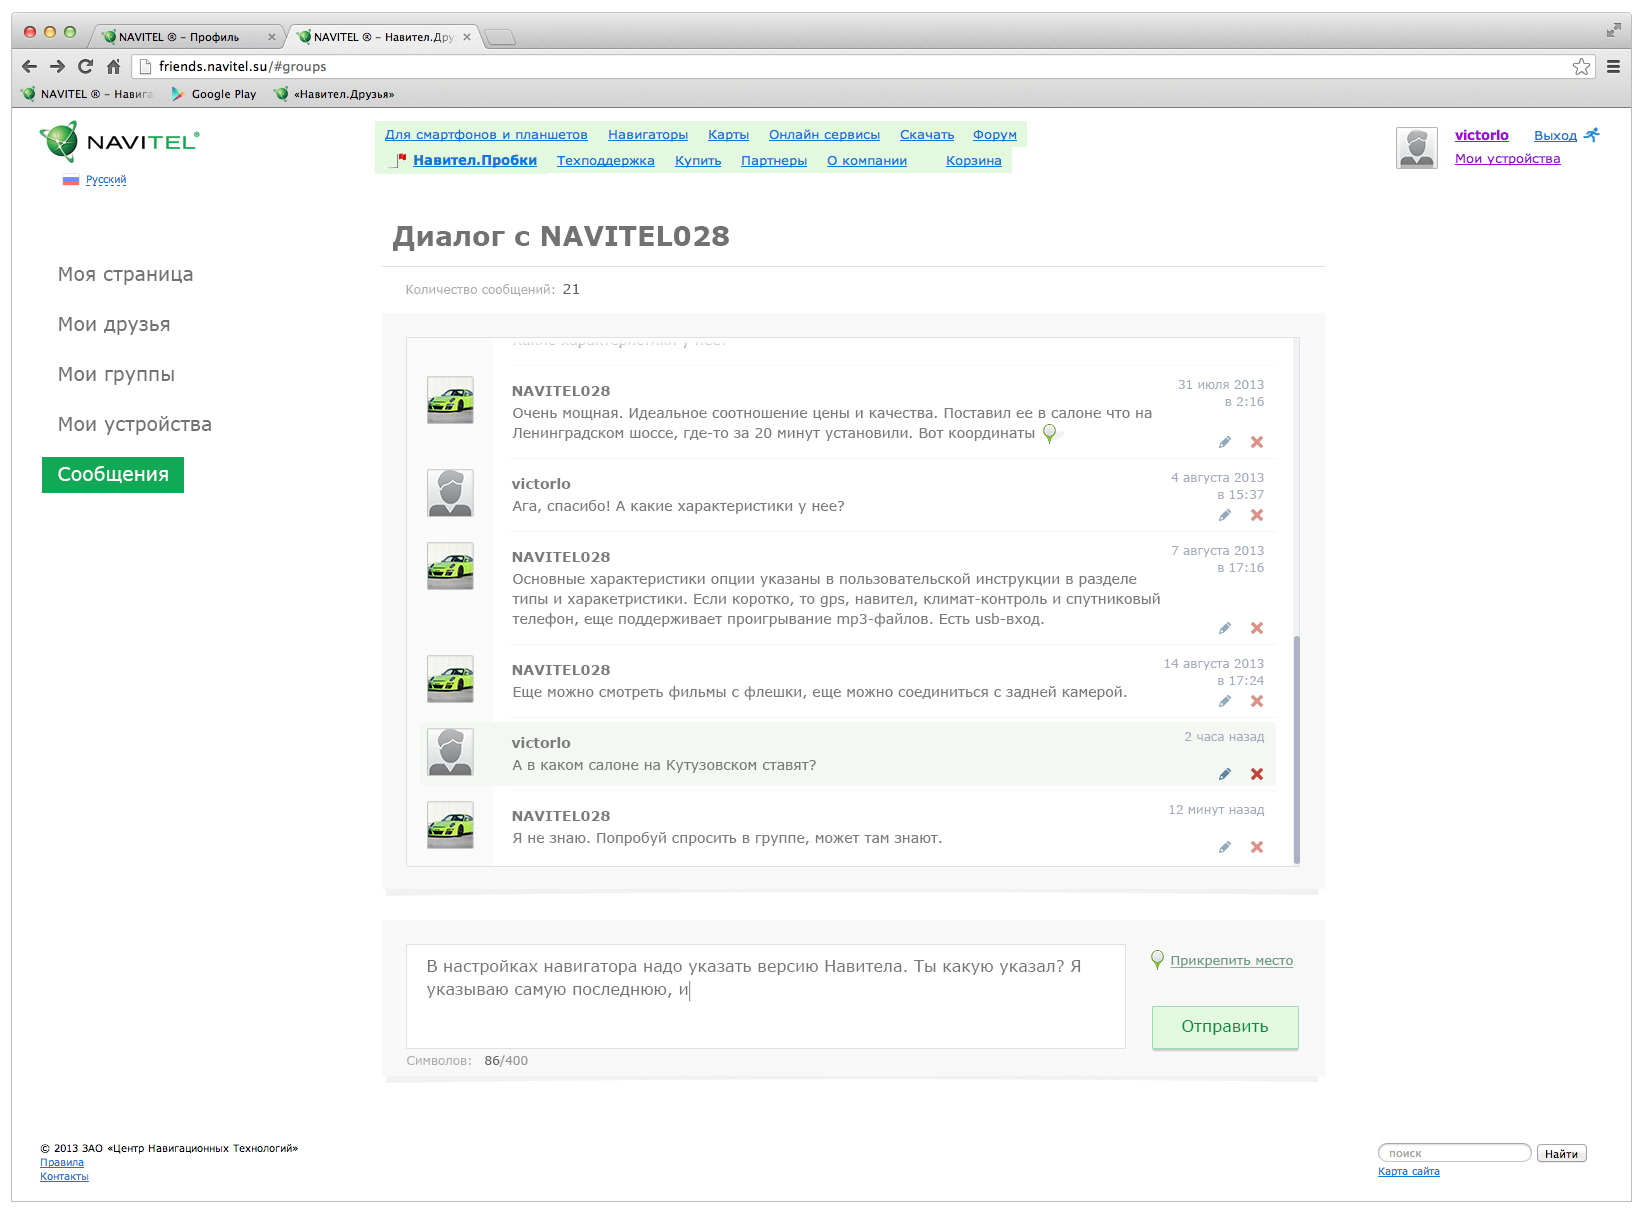 NAVITEL ® – Профиль
NAVITEL ® – Навител.Дру
friends.navitel.su/#groups
NAVITEL ® – Навига
Google Play
«Навител.Друзья»
NAVITEL®
Русский
Для смартфонов и планшетов Навигаторы Карты Онлайн сервисы Скачать Форум
Навител.Пробки Техподдержка Купить Партнеры О компании Корзина
victorlo Выход
Мои устройства
Моя страница
Мои друзья
Мои группы
Мои устройства
Сообщения
Диалог с NAVITEL028
Количество сообщений: 21
Какие характеристики у нее?
NAVITEL028
31 июля 2013
в 2:16
Очень мощная. Идеальное соотношение цены и качества. Поставил ее в салоне что на
Ленинградском шоссе, где-то за 20 минут установили. Вот координаты
victorlo
4 августа 2013
в 15:37
Ага, спасибо! А какие характеристики у нее?
NAVITEL028
7 августа 2013
в 17:16
Основные характеристики опции указаны в пользовательской инструкции в разделе
типы и харакетристики. Если коротко, то gps, навител, климат-контроль и спутниковый
телефон, еще поддерживает проигрывание mp3-файлов. Есть usb-вход.
NAVITEL028
14 августа 2013
в 17:24
Еще можно смотреть фильмы с флешки, еще можно соединиться с задней камерой.
victorlo
2 часа назад
А в каком салоне на Кутузовском ставят?
NAVITEL028
12 минут назад
Я не знаю. Попробуй спросить в группе, может там знают.
В настройках навигатора надо указать версию Навитела. Ты какую указал? Я
указываю самую последнюю, и
Прикрепить место
Отправить
Символов: 86/400
© 2013 ЗАО «Центр Навигационных Технологий»
Правила
Контакты
поиск Найти
Карта сайта